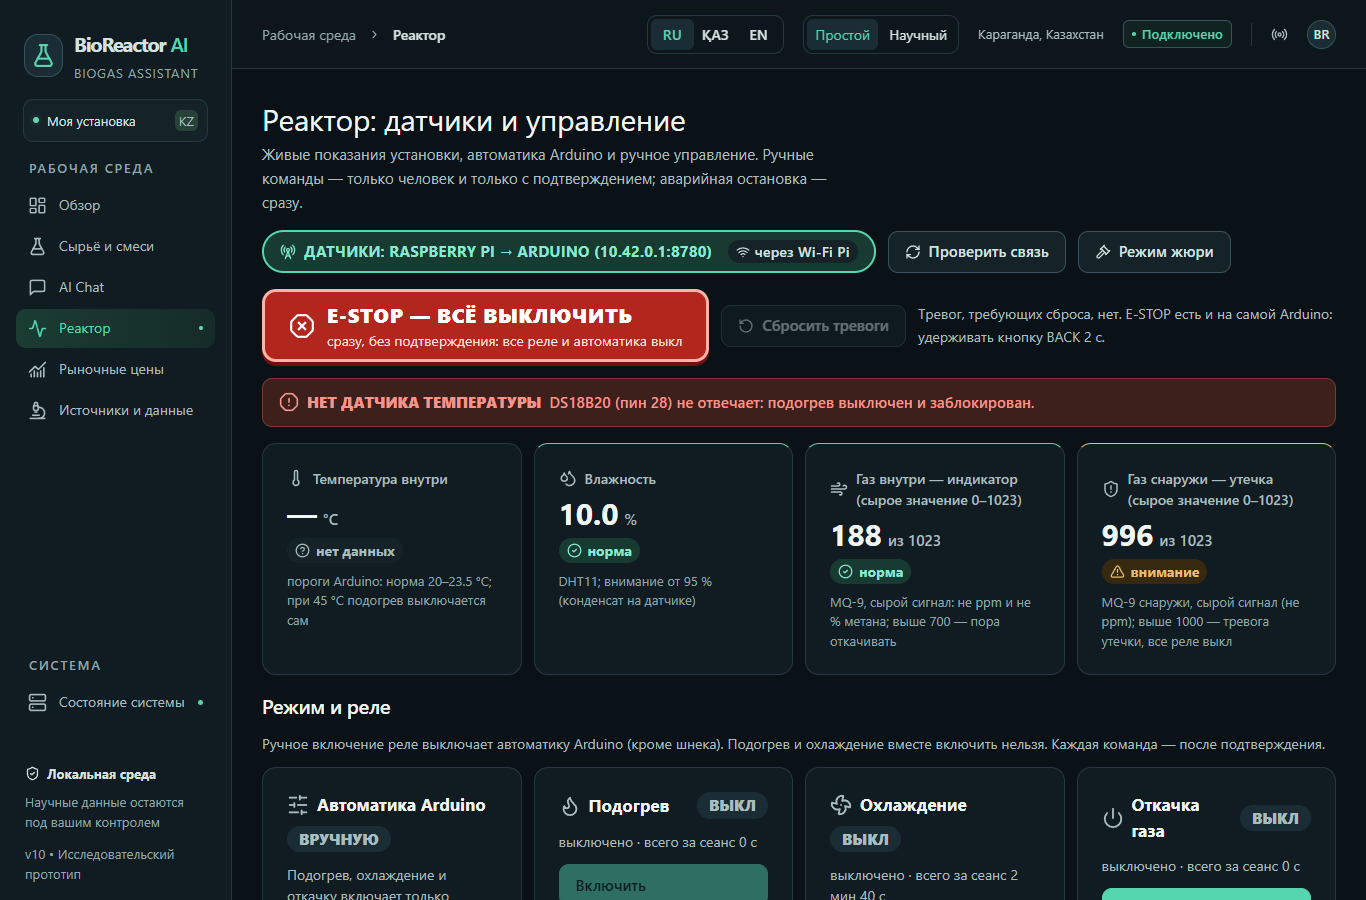 BioReactor AI
BIOGAS ASSISTANT
Моя установка KZ
РАБОЧАЯ СРЕДА
Обзор
Сырьё и смеси
AI Chat
Реактор
Рыночные цены
Источники и данные
СИСТЕМА
Состояние системы
Локальная среда
Научные данные остаются
под вашим контролем
v10 • Исследовательский
прототип
Рабочая среда > Реактор
RU ҚАЗ EN
Простой Научный
Караганда, Казахстан
• Подключено
BR
Реактор: датчики и управление
Живые показания установки, автоматика Arduino и ручное управление. Ручные
команды — только человек и только с подтверждением; аварийная остановка —
сразу.
ДАТЧИКИ: RASPBERRY PI → ARDUINO (10.42.0.1:8780) через Wi-Fi Pi
Проверить связь
Режим жюри
E-STOP — ВСЁ ВЫКЛЮЧИТЬ
сразу, без подтверждения: все реле и автоматика выкл
Сбросить тревоги
Тревог, требующих сброса, нет. E-STOP есть и на самой Arduino:
удерживать кнопку BACK 2 с.
НЕТ ДАТЧИКА ТЕМПЕРАТУРЫ DS18B20 (пин 28) не отвечает: подогрев выключен и заблокирован.
Температура внутри
— °C
нет данных
пороги Arduino: норма 20–23.5 °C;
при 45 °C подогрев выключается
сам
Влажность
10.0 %
норма
DHT11; внимание от 95 %
(конденсат на датчике)
Газ внутри — индикатор
(сырое значение 0–1023)
188 из 1023
норма
MQ-9, сырой сигнал: не ppm и не
% метана; выше 700 — пора
откачивать
Газ снаружи — утечка
(сырое значение 0–1023)
996 из 1023
внимание
MQ-9 снаружи, сырой сигнал (не
ppm); выше 1000 — тревога
утечки, все реле выкл
Режим и реле
Ручное включение реле выключает автоматику Arduino (кроме шнека). Подогрев и охлаждение вместе включить нельзя. Каждая команда — после подтверждения.
Автоматика Arduino
ВРУЧНУЮ
Подогрев, охлаждение и
откачку включает только
Подогрев ВЫКЛ
выключено · всего за сеанс 0 с
Включить
Охлаждение
ВЫКЛ
выключено · всего за сеанс 2
мин 40 с
Откачка
газа
ВЫКЛ
выключено · всего за сеанс 0 с